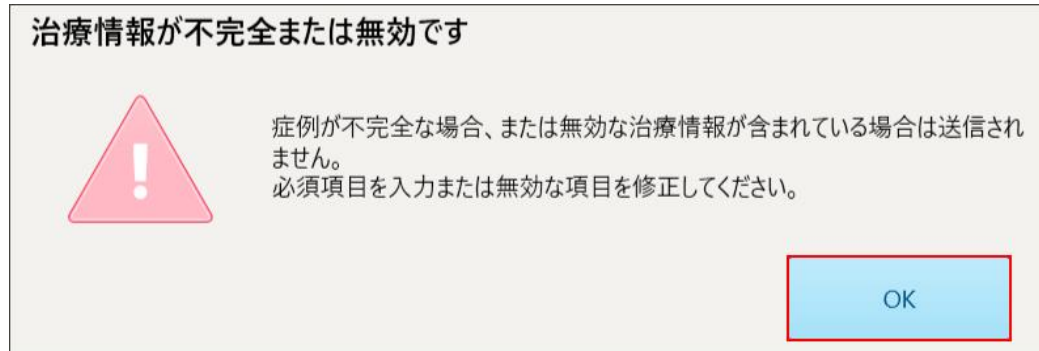 治療情報が不完全または無効です
症例が不完全な場合、または無効な治療情報が含まれている場合は送信され
ません。
必須項目を入力または無効な項目を修正してください。
OK